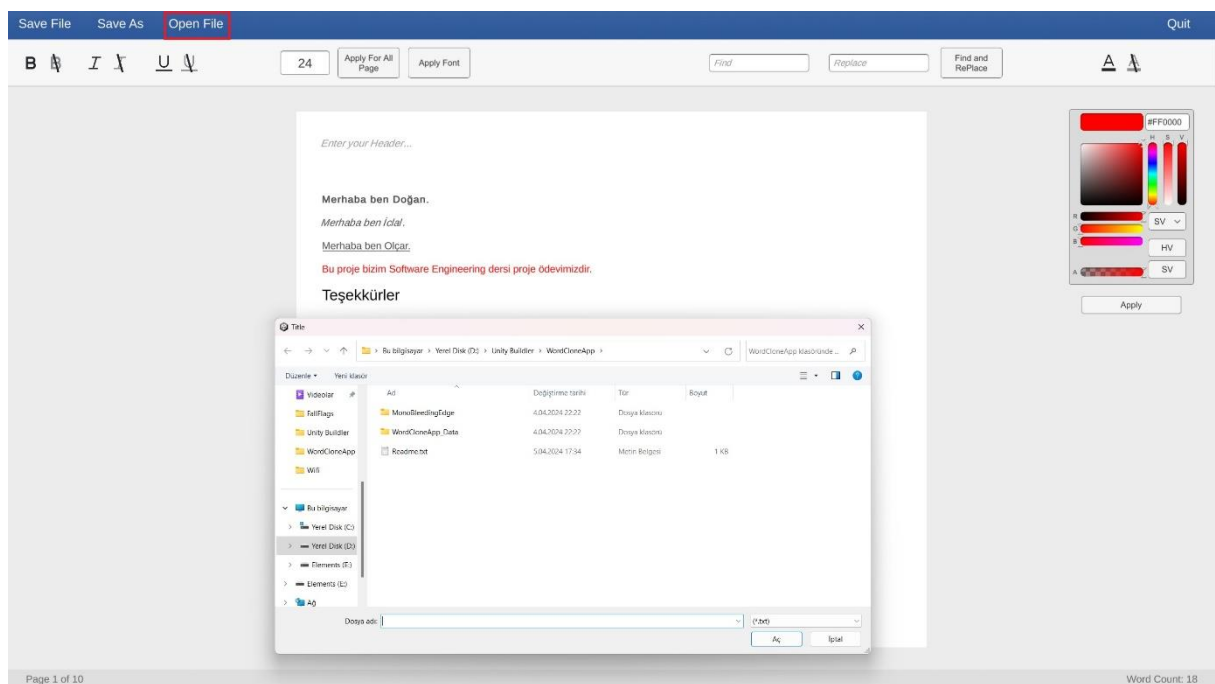 Save File Save As Open File Quit
B B I I U U 24 Apply For All Page Apply Font Find Replace Find and RePlace A A
Enter your Header...
#FF0000
H S V
Merhaba ben Doğan.
Merhaba ben İclal.
Merhaba ben Olçar.
Bu proje bizim Software Engineering dersi proje ödevimizdir.
Teşekkürler
R
G
B
A
SV
HV
SV
Apply
Title
Bu bilgisayar > Yerel Disk (D:) > Unity Buildler > WordCloneApp >
WordCloneApp klasöründe...
Düzenle Yeni klasör
Ad Değiştirme tarihi Tür Boyut
Videolar
FallFlags
Unity Buildler
WordCloneApp
Wifi
MonoBleedingEdge 4.04.2024 22:22 Dosya klasörü
WordCloneApp_Data 4.04.2024 22:22 Dosya klasörü
Readme.txt 5.04.2024 17:34 Metin Belgesi 1 KB
Bu bilgisayar
Yerel Disk (C:)
Yerel Disk (D:)
Elements (E:)
Elements (E:)
Ağ
Dosya adı: (*.txt)
Aç İptal
Page 1 of 10 Word Count: 18